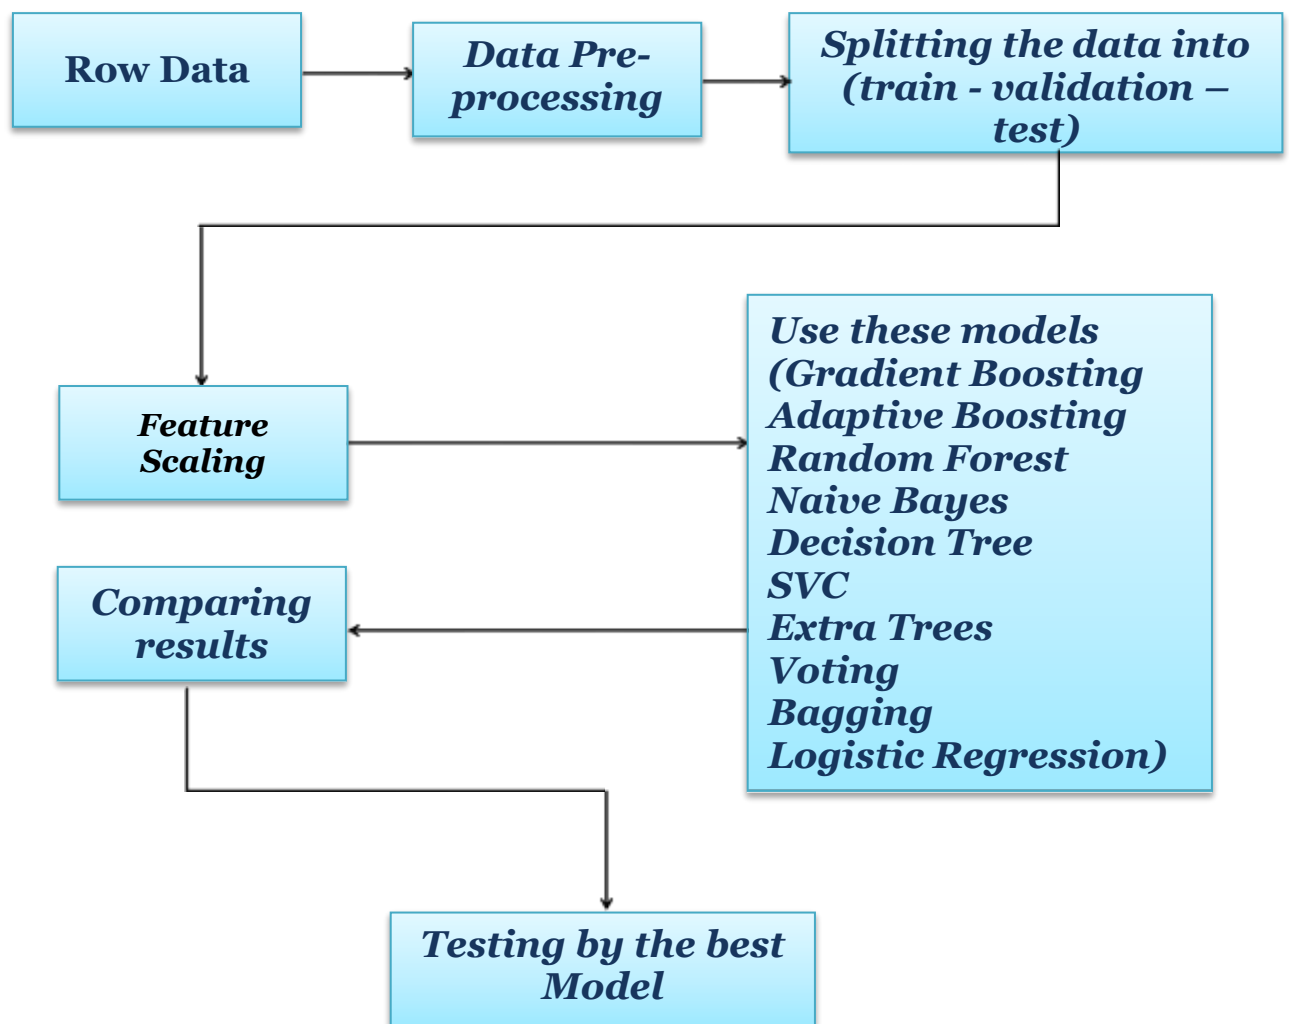 Row Data
Data Pre-
processing
Splitting the data into
(train - validation –
test)
Feature
Scaling
Use these models
(Gradient Boosting
Adaptive Boosting
Random Forest
Naive Bayes
Decision Tree
SVC
Extra Trees
Voting
Bagging
Logistic Regression)
Comparing
results
Testing by the best
Model